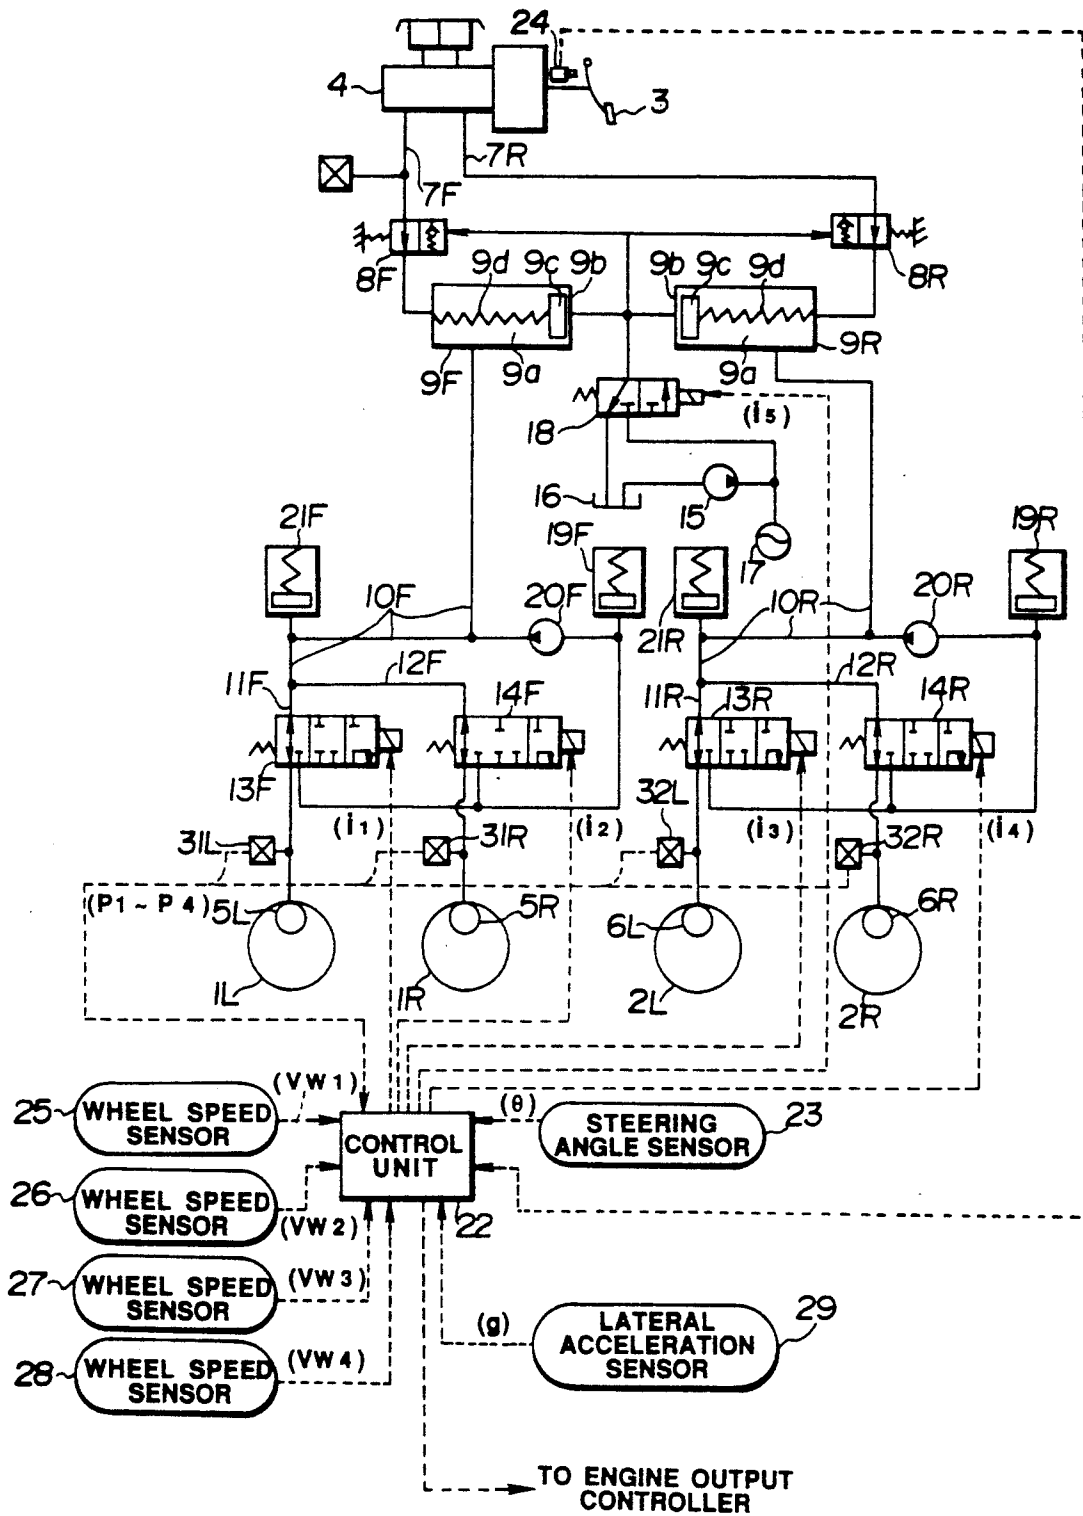 24
4
3
7R
7F
8F
8R
9d 9c 9b
9b 9c 9d
9F
9a
9a
9R
(i5)
18
16
15
17
21F
19F
21R
19R
10F
20F
10R
20R
12F
12R
11F
11R
14F
13R
14R
13F
(i1)
(i2)
32L
(i3)
(i4)
31L
31R
32R
(P1~P4)
5L
5R
6L
6R
1L
1R
2L
2R
(VW1)
25
WHEEL SPEED
SENSOR
(θ)
STEERING
ANGLE SENSOR
23
CONTROL
UNIT
26
WHEEL SPEED
SENSOR
(VW2)
22
27
WHEEL SPEED
SENSOR
(VW3)
(g)
LATERAL
ACCELERATION
SENSOR
29
28
WHEEL SPEED
SENSOR
(VW4)
TO ENGINE OUTPUT
CONTROLLER